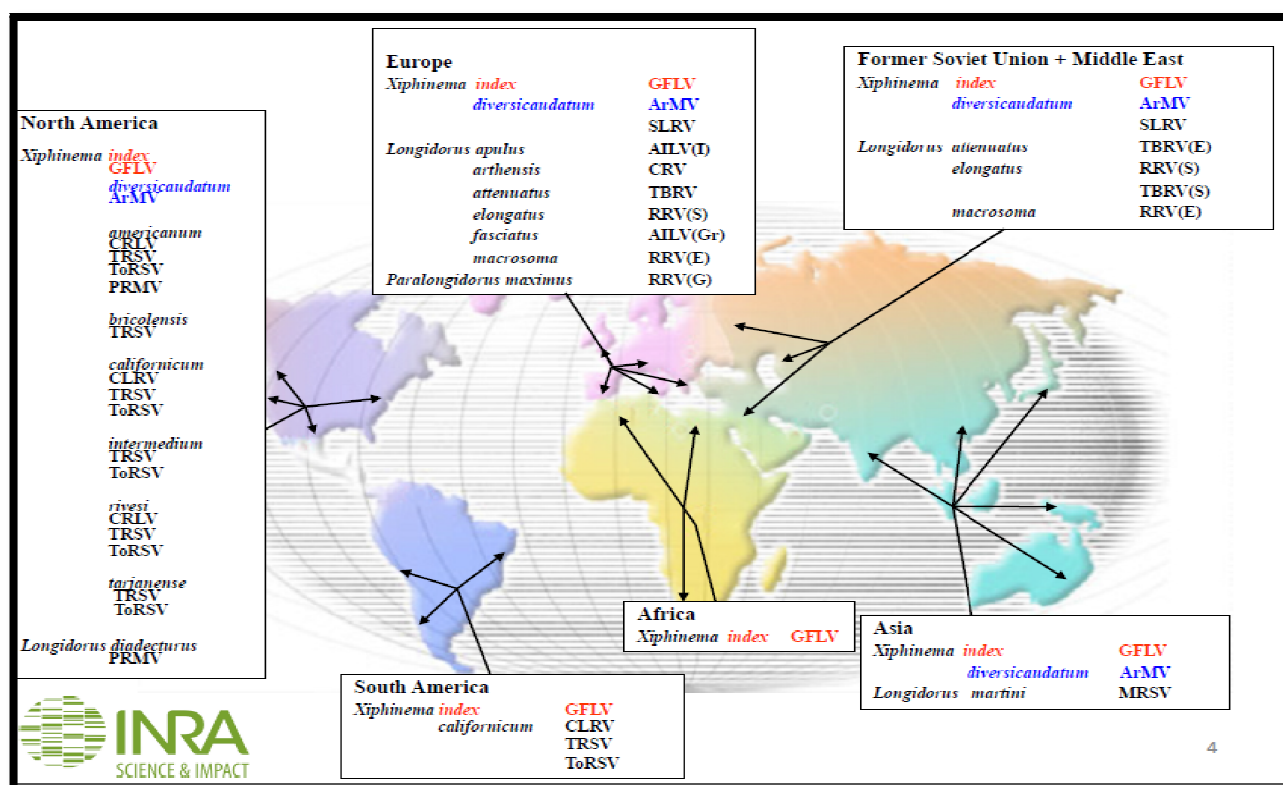 North America
Xiphinema index
GFLV
diversicaudatum
ArMV
americanum
CRLV
TRSV
ToRSV
PRMV
bricolensis
TRSV
californicum
CLRV
TRSV
ToRSV
intermedium
TRSV
ToRSV
rivesi
CRLV
TRSV
ToRSV
tarjanense
TRSV
ToRSV
Longidorus diadecturus
PRMV
Europe
Xiphinema index GFLV
diversicaudatum ArMV
SLRV
Longidorus apulus AILV(I)
arthensis CRV
attenuatus TBRV
elongatus RRV(S)
fasciatus AILV(Gr)
macrosoma RRV(E)
Paralongidorus maximus RRV(G)
Former Soviet Union + Middle East
Xiphinema index GFLV
diversicaudatum ArMV
SLRV
Longidorus attenuatus TBRV(E)
elongatus RRV(S)
TBRV(S)
macrosoma RRV(E)
South America
Xiphinema index GFLV
californicum CLRV
TRSV
ToRSV
Africa
Xiphinema index GFLV
Asia
Xiphinema index GFLV
diversicaudatum ArMV
Longidorus martini MRSV
INRA
SCIENCE & IMPACT
4